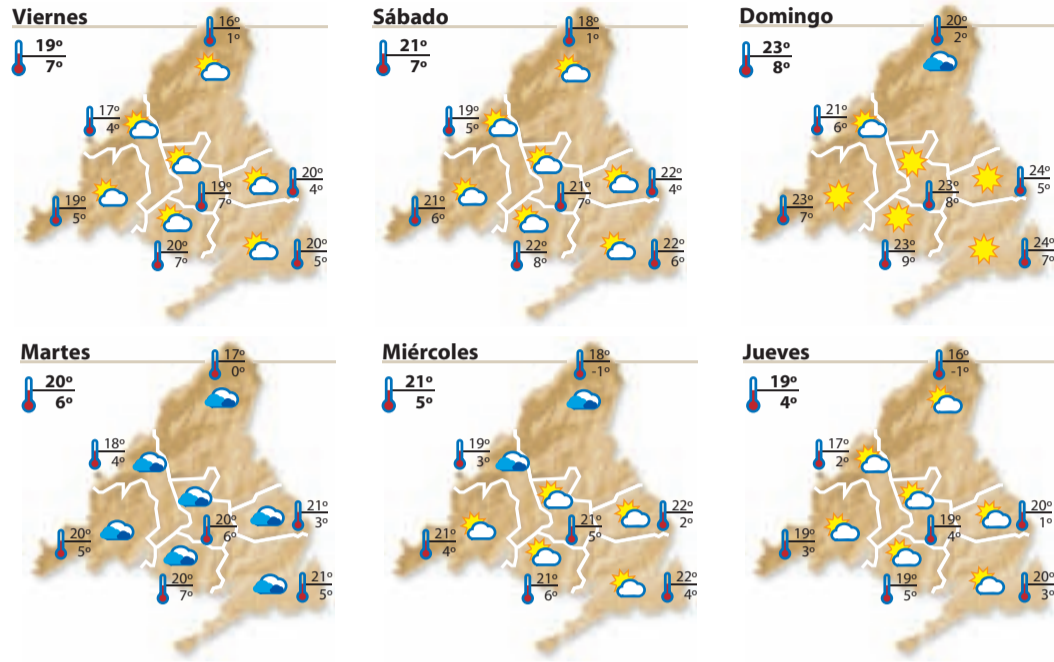 Viernes
19º
7º
16º
1º
17º
4º
20º
4º
19º
7º
19º
5º
20º
7º
20º
5º
Sábado
21º
7º
18º
1º
19º
5º
22º
4º
21º
7º
21º
6º
22º
8º
22º
6º
Domingo
23º
8º
20º
2º
21º
6º
24º
5º
23º
8º
23º
7º
23º
9º
24º
7º
Martes
20º
6º
17º
0º
18º
4º
21º
3º
20º
6º
20º
5º
20º
7º
21º
5º
Miércoles
21º
5º
18º
-1º
19º
3º
22º
2º
21º
5º
21º
4º
21º
6º
22º
4º
Jueves
19º
4º
16º
-1º
17º
2º
20º
1º
19º
4º
19º
3º
19º
5º
20º
3º